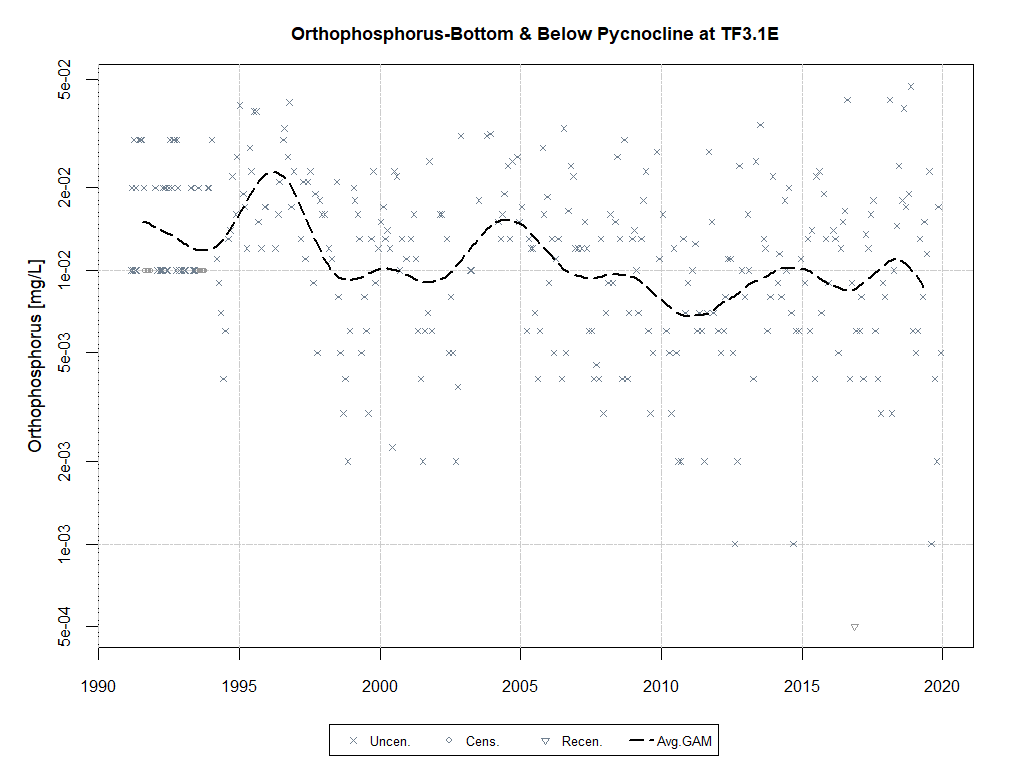 Orthophosphorus-Bottom & Below Pycnocline at TF3.1E
Orthophosphorus [mg/L]
5e-02
2e-02
1e-02
5e-03
2e-03
1e-03
5e-04
1990 1995 2000 2005 2010 2015 2020
Uncen. Cens. Recen. Avg.GAM